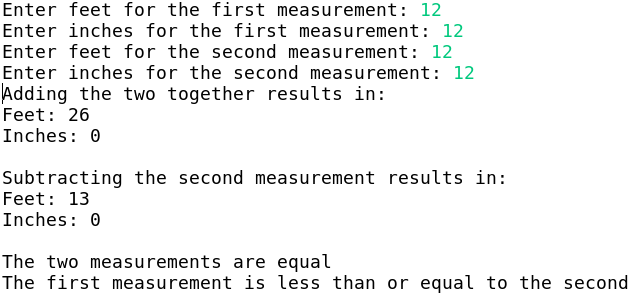 Enter feet for the first measurement: 12
Enter inches for the first measurement: 12
Enter feet for the second measurement: 12
Enter inches for the second measurement: 12
Adding the two together results in:
Feet: 26
Inches: 0

Subtracting the second measurement results in:
Feet: 13
Inches: 0

The two measurements are equal
The first measurement is less than or equal to the second